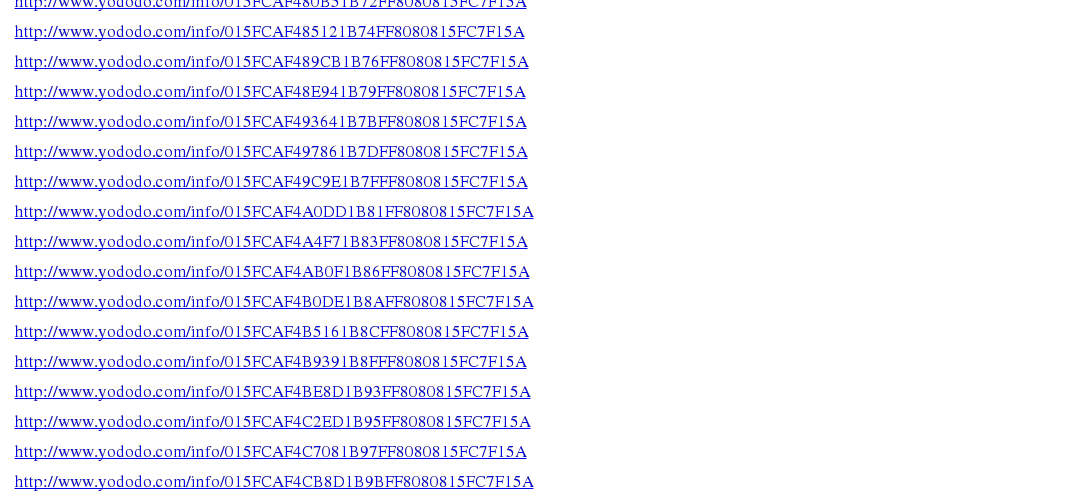 http://www.yododo.com/info/015FCAF480B51B72FF8080815FC7F15A
http://www.yododo.com/info/015FCAF485121B74FF8080815FC7F15A
http://www.yododo.com/info/015FCAF489CB1B76FF8080815FC7F15A
http://www.yododo.com/info/015FCAF48E941B79FF8080815FC7F15A
http://www.yododo.com/info/015FCAF493641B7BFF8080815FC7F15A
http://www.yododo.com/info/015FCAF497861B7DFF8080815FC7F15A
http://www.yododo.com/info/015FCAF49C9E1B7FFF8080815FC7F15A
http://www.yododo.com/info/015FCAF4A0DD1B81FF8080815FC7F15A
http://www.yododo.com/info/015FCAF4A4F71B83FF8080815FC7F15A
http://www.yododo.com/info/015FCAF4AB0F1B86FF8080815FC7F15A
http://www.yododo.com/info/015FCAF4B0DE1B8AFF8080815FC7F15A
http://www.yododo.com/info/015FCAF4B5161B8CFF8080815FC7F15A
http://www.yododo.com/info/015FCAF4B9391B8FFF8080815FC7F15A
http://www.yododo.com/info/015FCAF4BE8D1B93FF8080815FC7F15A
http://www.yododo.com/info/015FCAF4C2ED1B95FF8080815FC7F15A
http://www.yododo.com/info/015FCAF4C7081B97FF8080815FC7F15A
http://www.yododo.com/info/015FCAF4CB8D1B9BFF8080815FC7F15A